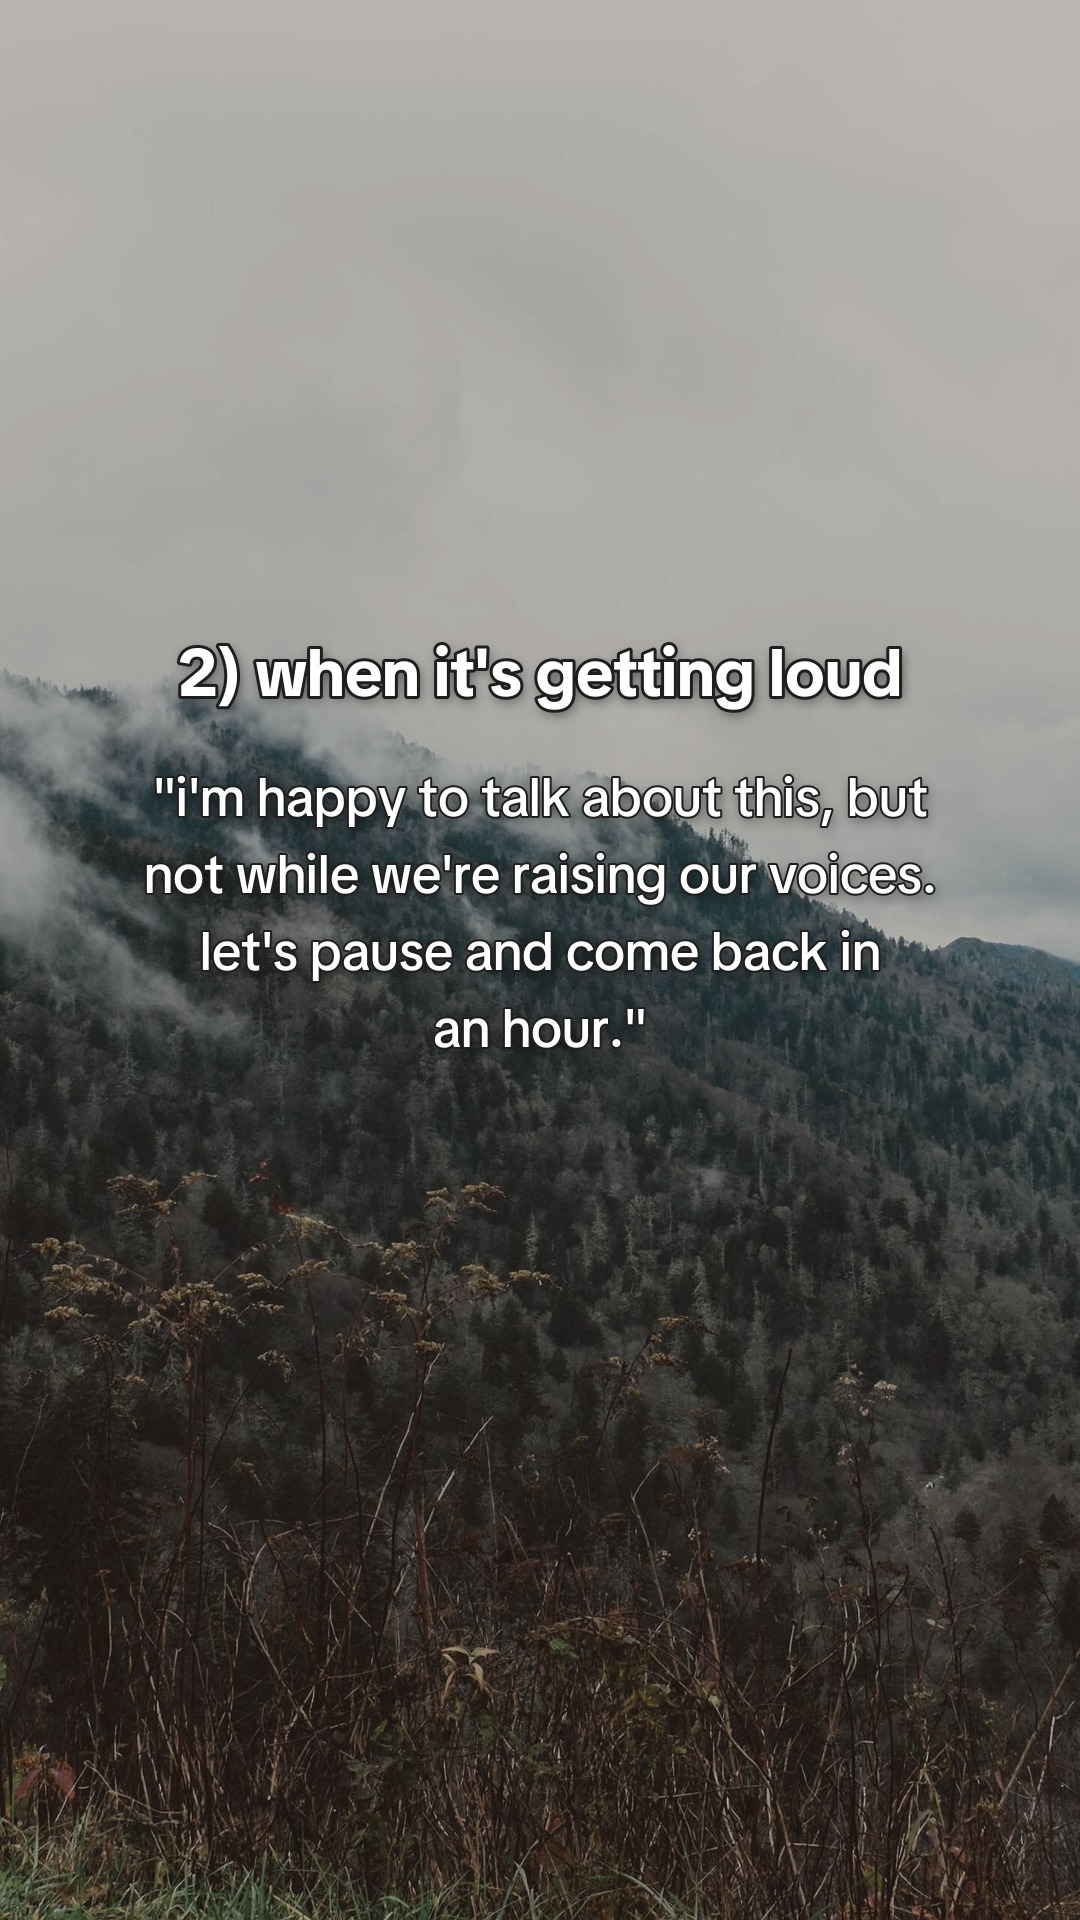 2) when it's getting loud
"i'm happy to talk about this, but
not while we're raising our voices.
let's pause and come back in
an hour."